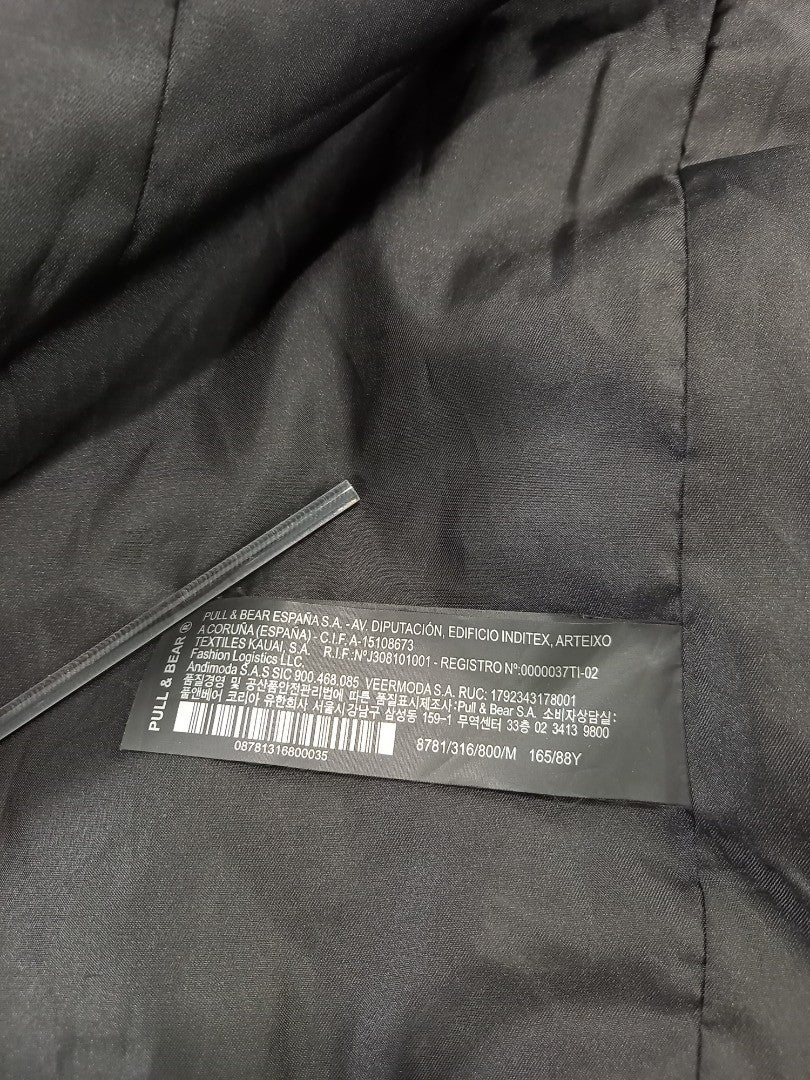 PULL & BEAR ®
PULL & BEAR ESPAÑA S.A. - AV. DIPUTACIÓN, EDIFICIO INDITEX, ARTEIXO
A CORUÑA (ESPAÑA) - C.I.F. A-15108673
TEXTILES KAUAI, S.A. R.I.F.:NºJ308101001 - REGISTRO Nº:0000037TI-02
Fashion Logistics LLC.
Andimoda S.A.S SIC 900.468.085 VEERMODA S.A. RUC: 1792343178001
품질경영 및 공산품안전관리법에 따른 품질표시제조사:Pull & Bear S.A. 소비자상담실:
풀앤베어 코리아 유한회사 서울시강남구 삼성동 159-1 무역센터 33층 02 3413 9800
08781316800035
8781/316/800/M 165/88Y